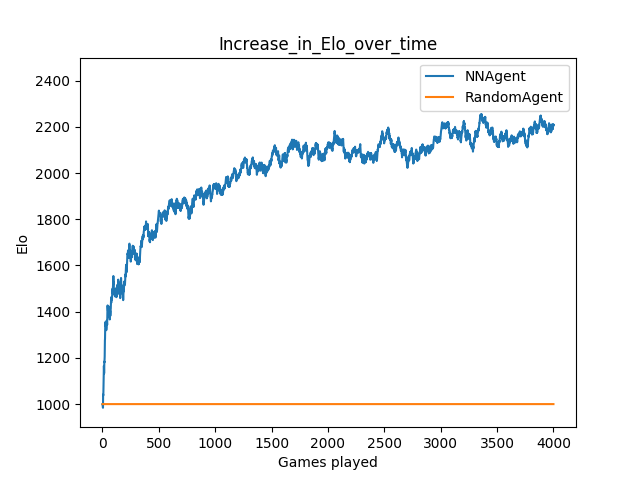 Increase_in_Elo_over_time
NNAgent
RandomAgent
2400
2200
2000
1800
1600
1400
1200
1000
Elo
0 500 1000 1500 2000 2500 3000 3500 4000
Games played